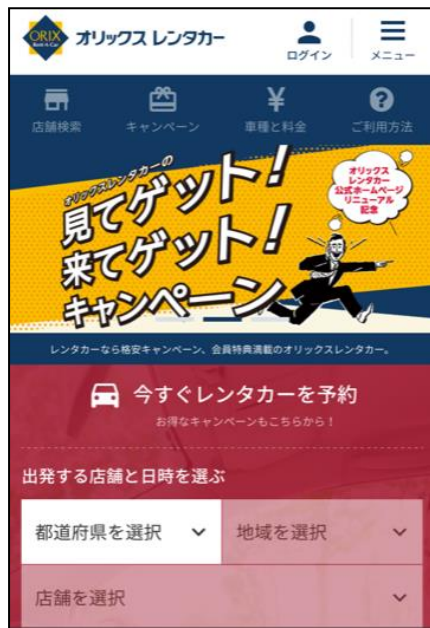 ORIX
Rent-A-Car
オリックス レンタカー
ログイン
メニュー
店舗検索
キャンペーン
車種と料金
ご利用方法
オリックスレンタカーの
見てゲット!
来てゲット!
キャンペーン
オリックス
レンタカー
公式ホームページ
リニューアル
記念
レンタカーなら格安キャンペーン、会員特典満載のオリックスレンタカー。
今すぐレンタカーを予約
お得なキャンペーンもこちらから!
出発する店舗と日時を選ぶ
都道府県を選択
地域を選択
店舗を選択